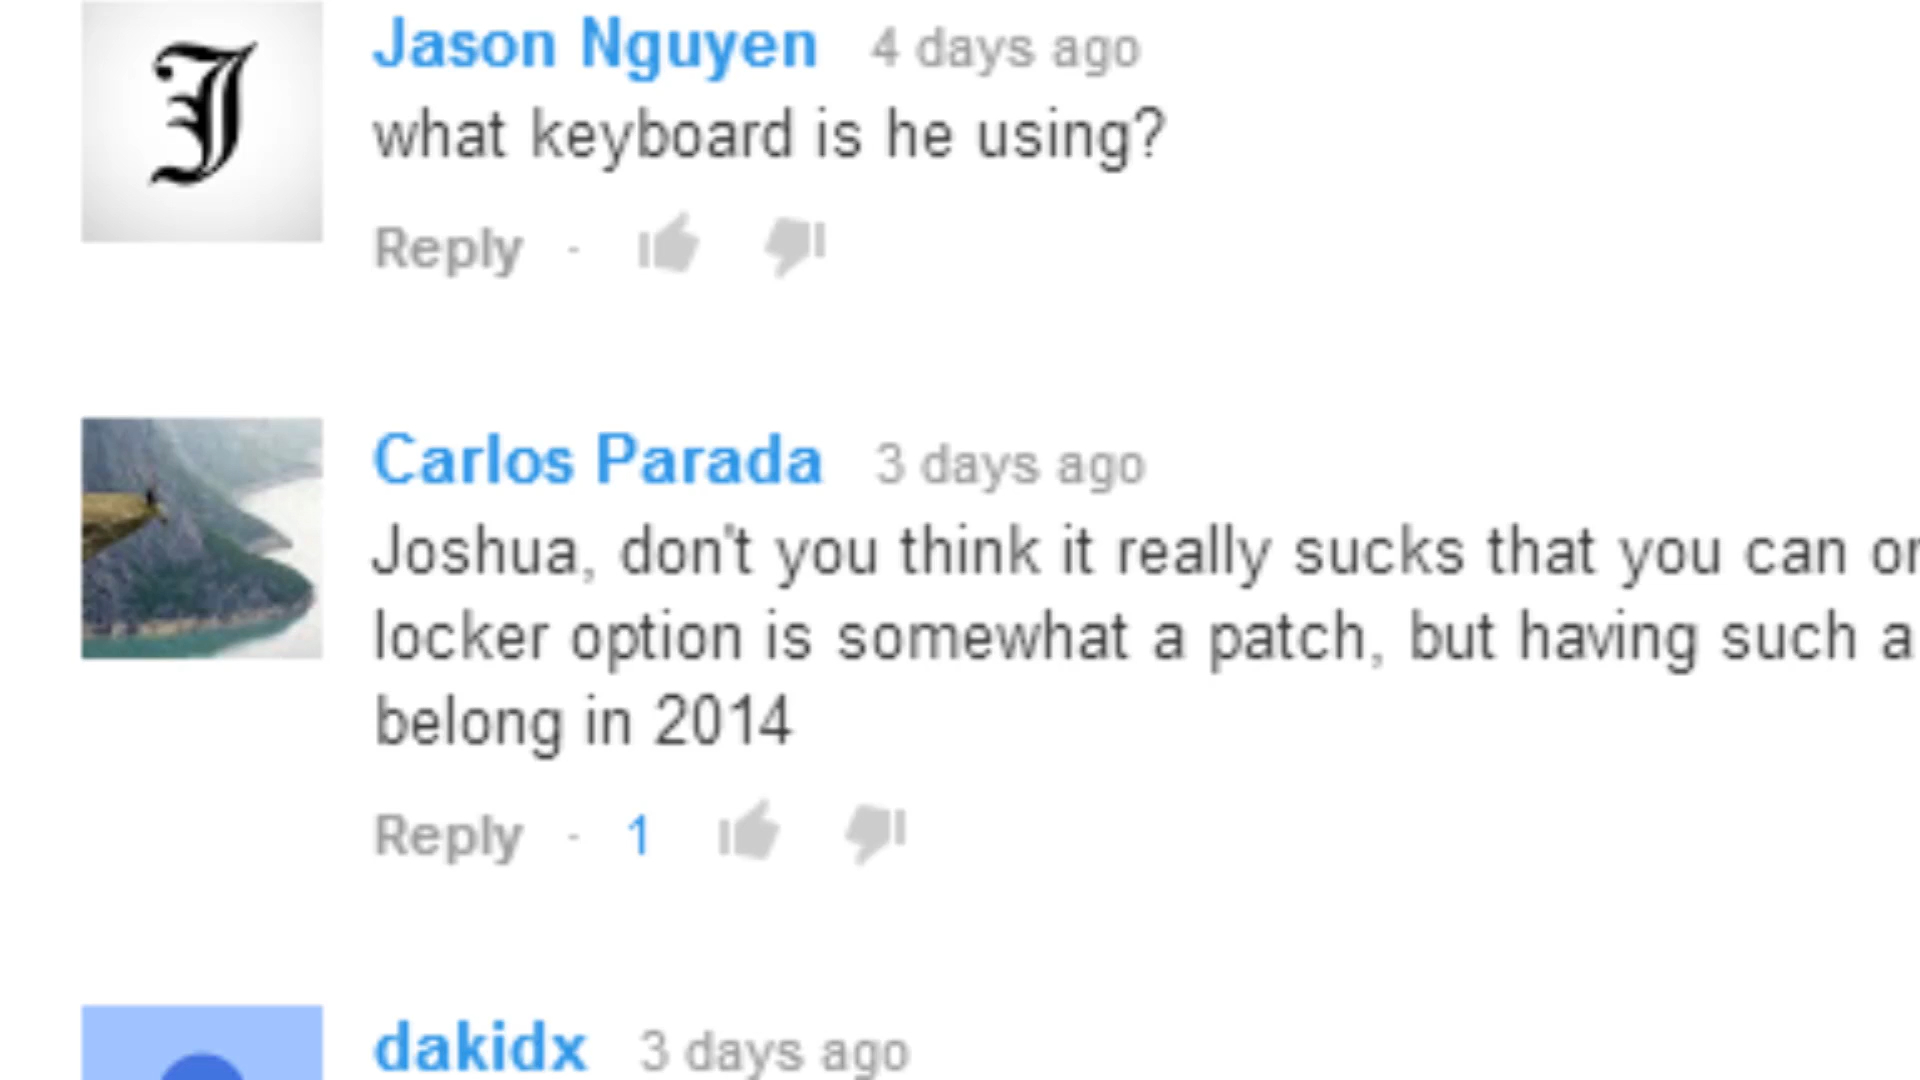 J
Jason Nguyen 4 days ago
what keyboard is he using?
Reply ·
Carlos Parada 3 days ago
Joshua, don't you think it really sucks that you can
locker option is somewhat a patch, but having such a
belong in 2014
Reply · 1
dakidx 3 days ago